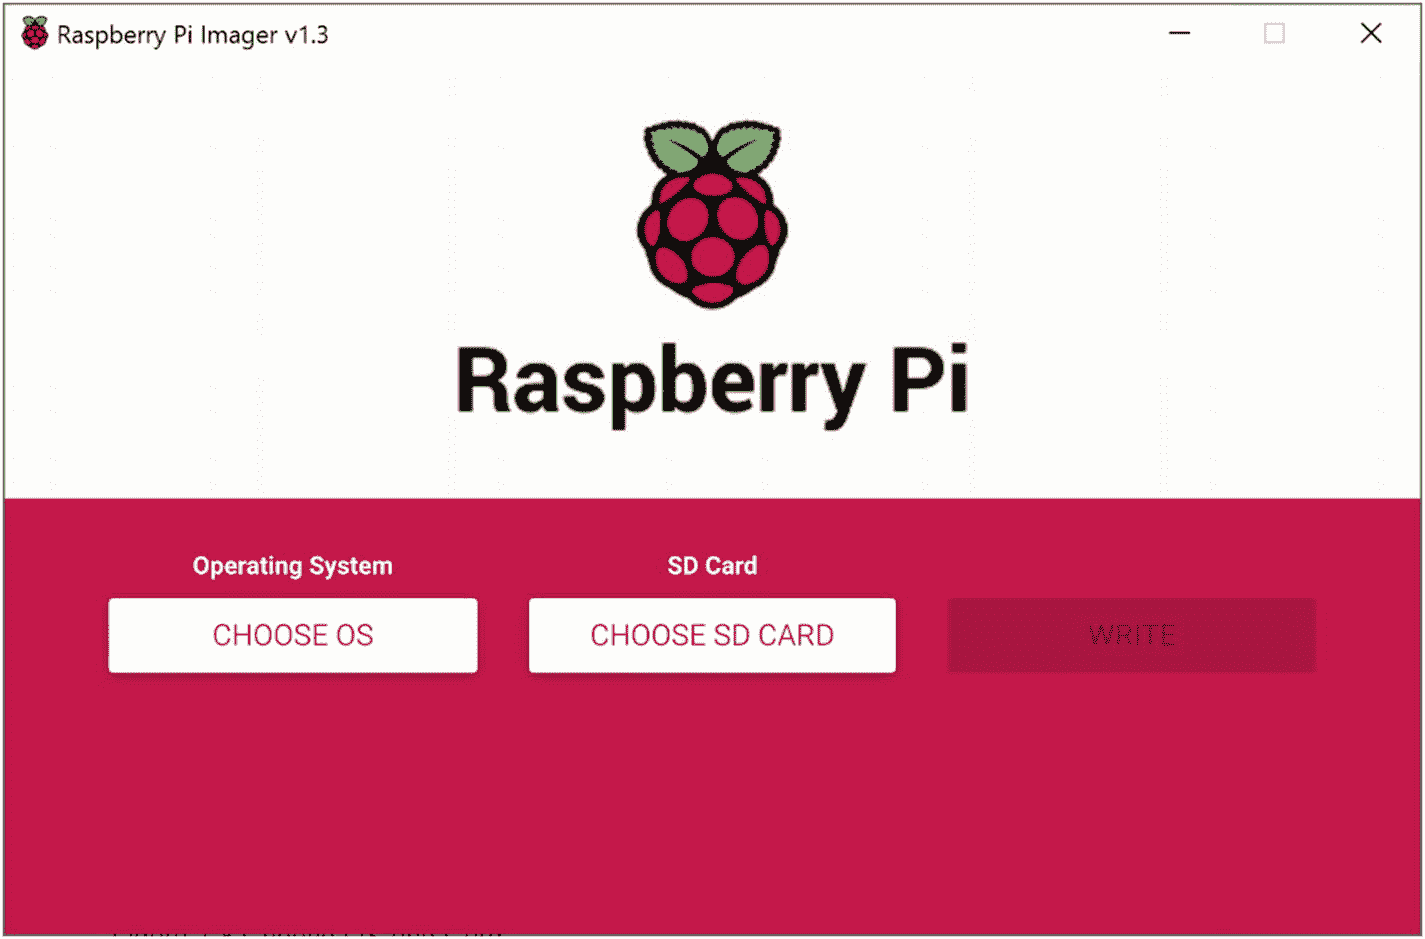 Raspberry Pi Imager v1.3
Raspberry Pi
Operating System
SD Card
CHOOSE OS
CHOOSE SD CARD
WRITE